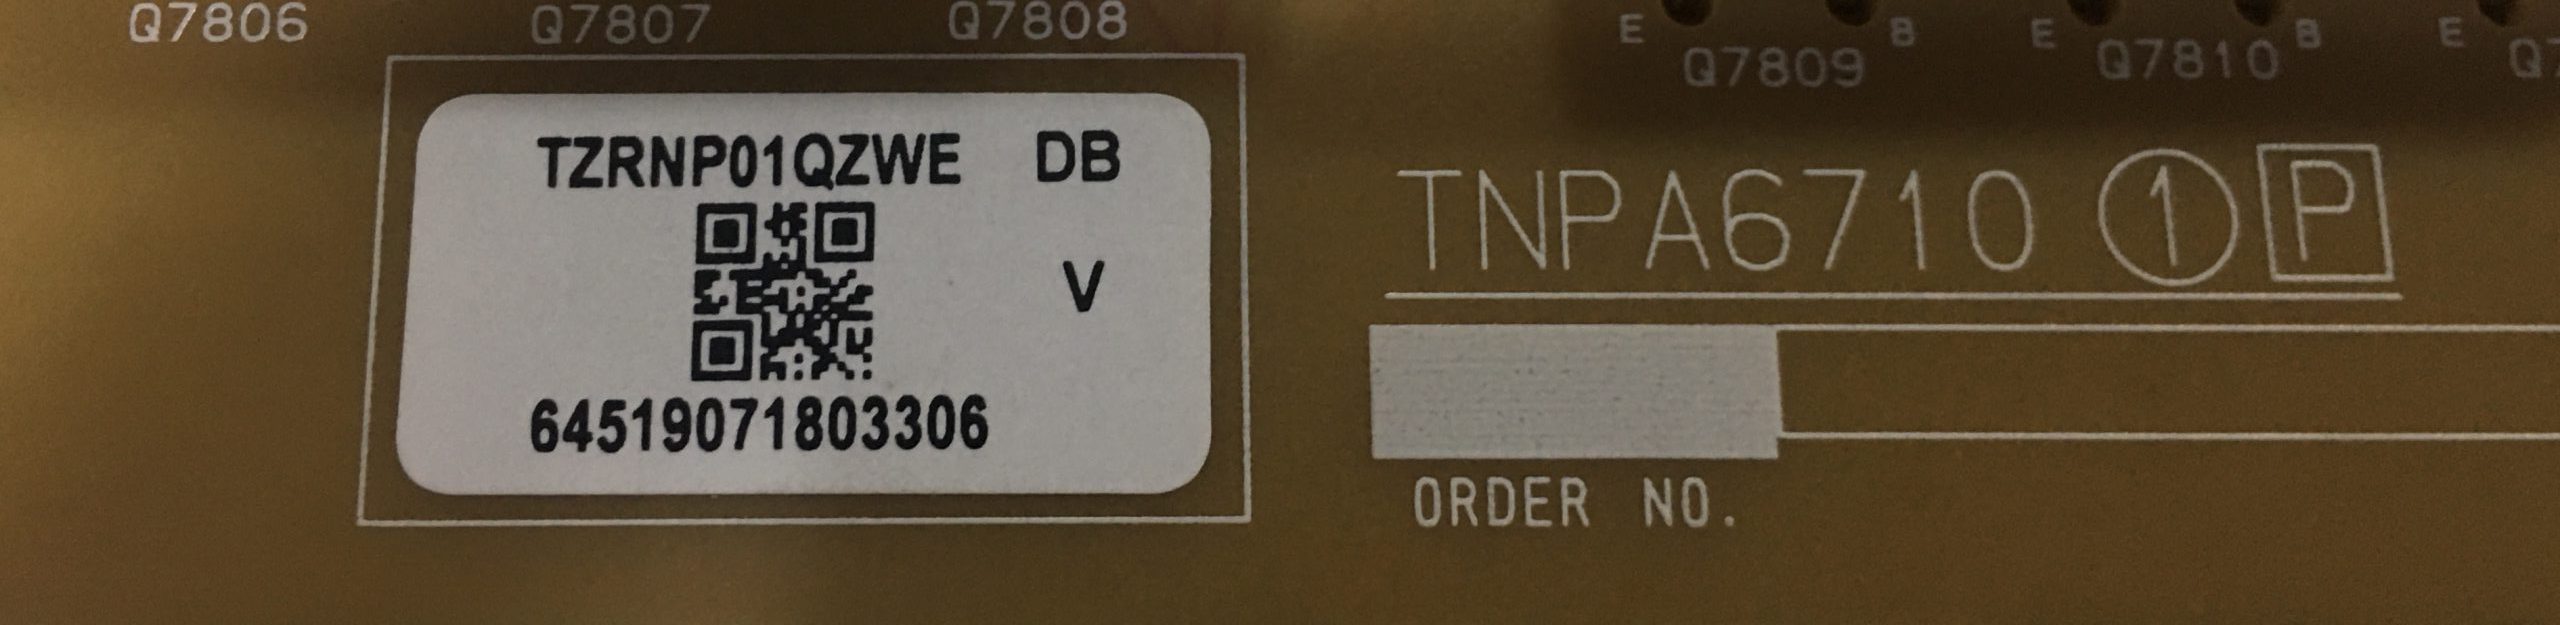 Q7806 Q7807 Q7808
E B E B E
Q7809 Q7810
TZRNP01QZWE DB
V
64519071803306
TNPA6710 1 P
ORDER NO.